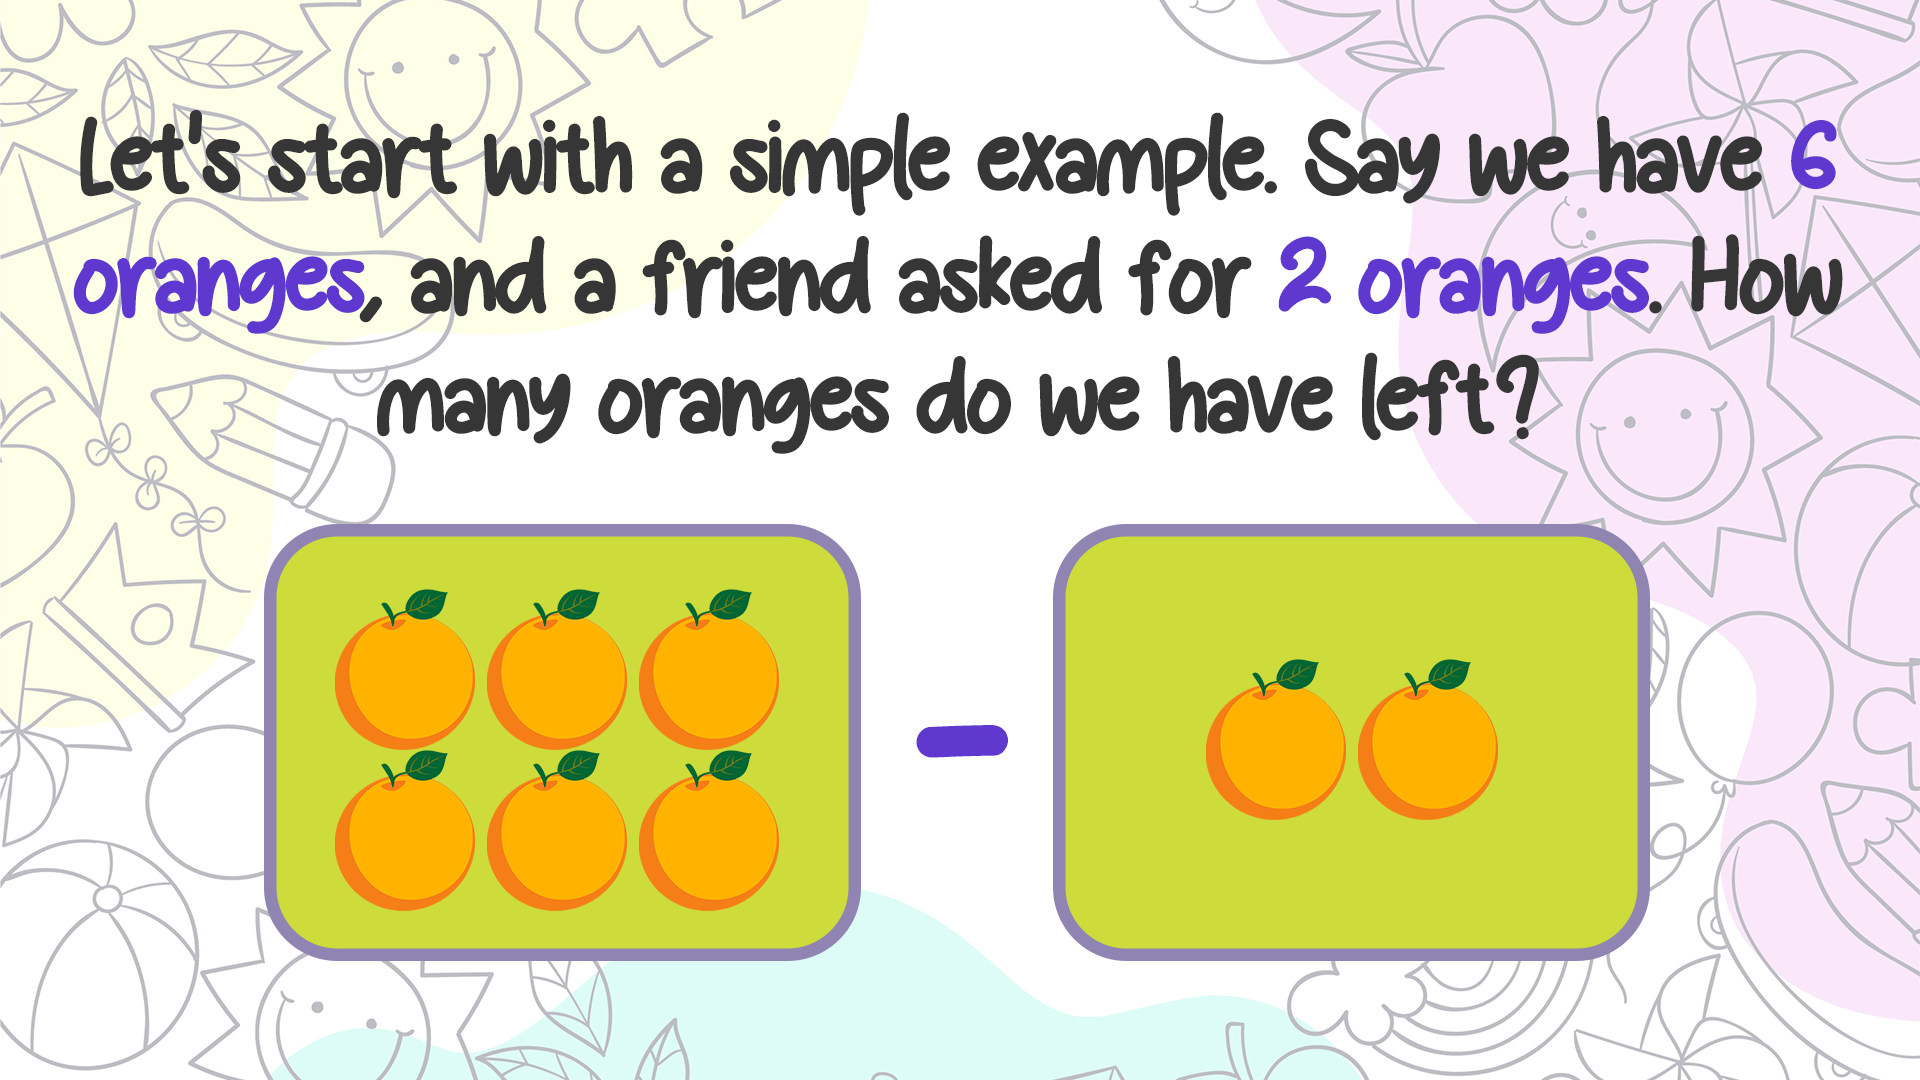 Let's start with a simple example. Say we have 6
oranges, and a friend asked for 2 oranges. How
many oranges do we have left?
-